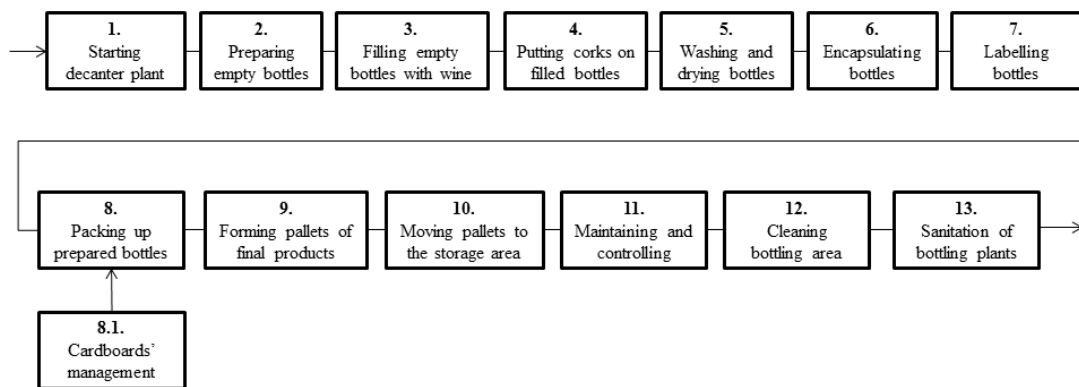 1.
Starting
decanter plant
2.
Preparing
empty bottles
3.
Filling empty
bottles with wine
4.
Putting corks on
filled bottles
5.
Washing and
drying bottles
6.
Encapsulating
bottles
7.
Labelling
bottles
8.
Packing up
prepared bottles
9.
Forming pallets of
final products
10.
Moving pallets to
the storage area
11.
Maintaining and
controlling
12.
Clearing
bottling area
13.
Sanitation of
bottling plants
8.1.
Cardboards’
management